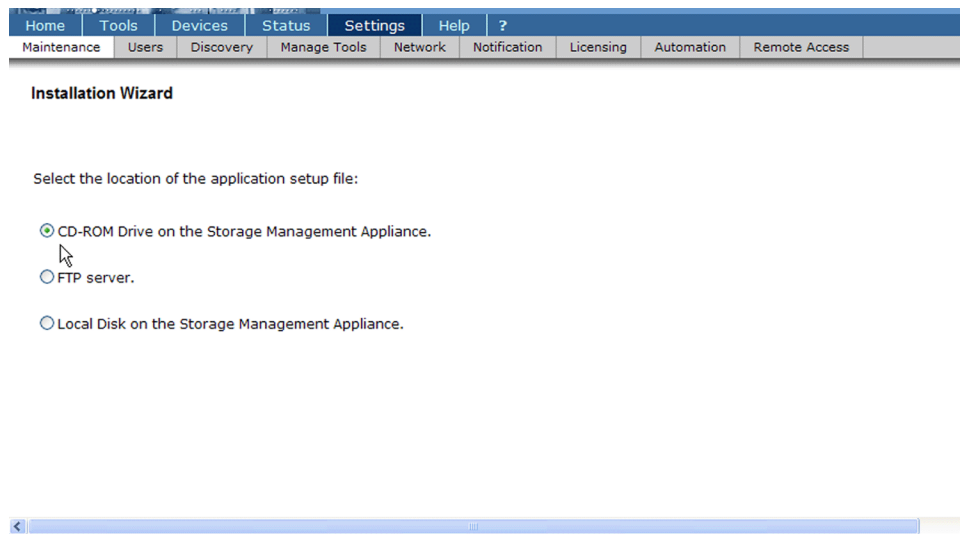 Home Tools Devices Status Settings Help ?
Maintenance Users Discovery Manage Tools Network Notification Licensing Automation Remote Access
Installation Wizard
Select the location of the application setup file:
CD-ROM Drive on the Storage Management Appliance.
FTP server.
Local Disk on the Storage Management Appliance.